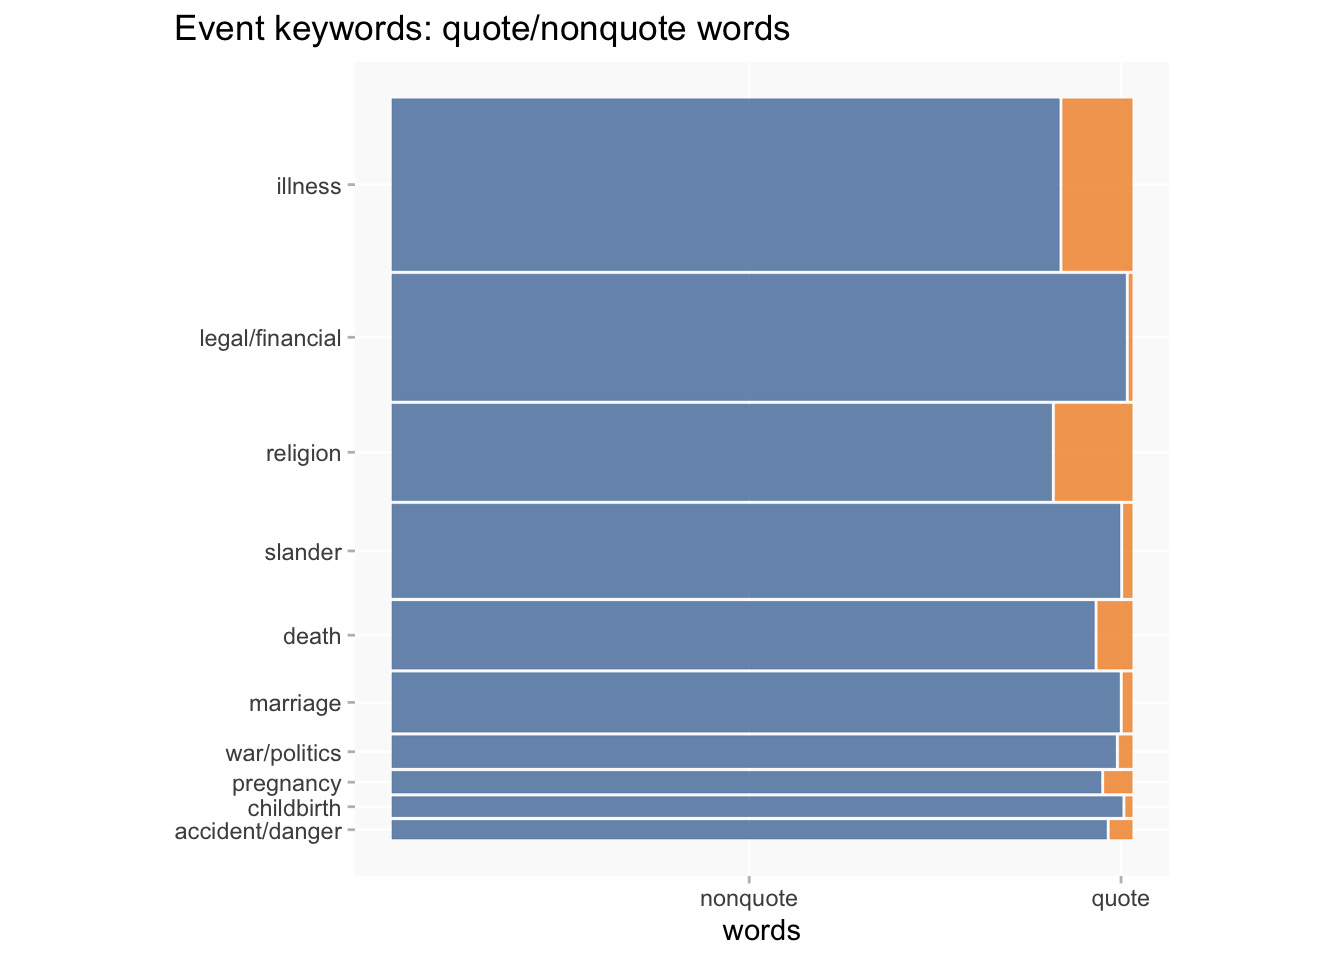 Event keywords: quote/nonquote words
illness
legal/financial
religion
slander
death
marriage
war/politics
pregnancy
childbirth
accident/danger
nonquote quote
words